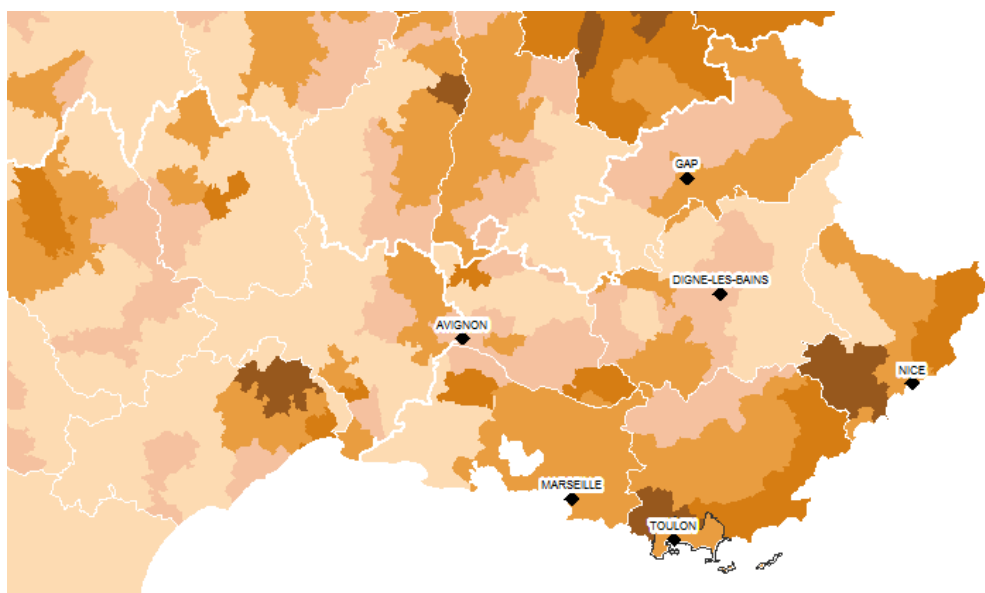 GAP
DIGNE-LES-BAINS
AVIGNON
NICE
MARSEILLE
TOULON